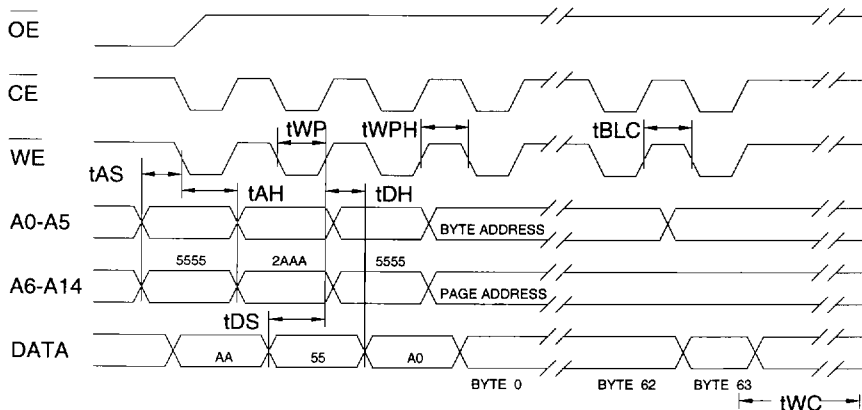 OE
CE
tWP tWPH tBLC
WE
tAS tAH tDH
A0-A5 BYTE ADDRESS
5555 2AAA 5555
A6-A14 PAGE ADDRESS
tDS
DATA AA 55 A0
BYTE 0 BYTE 62 BYTE 63
tWC